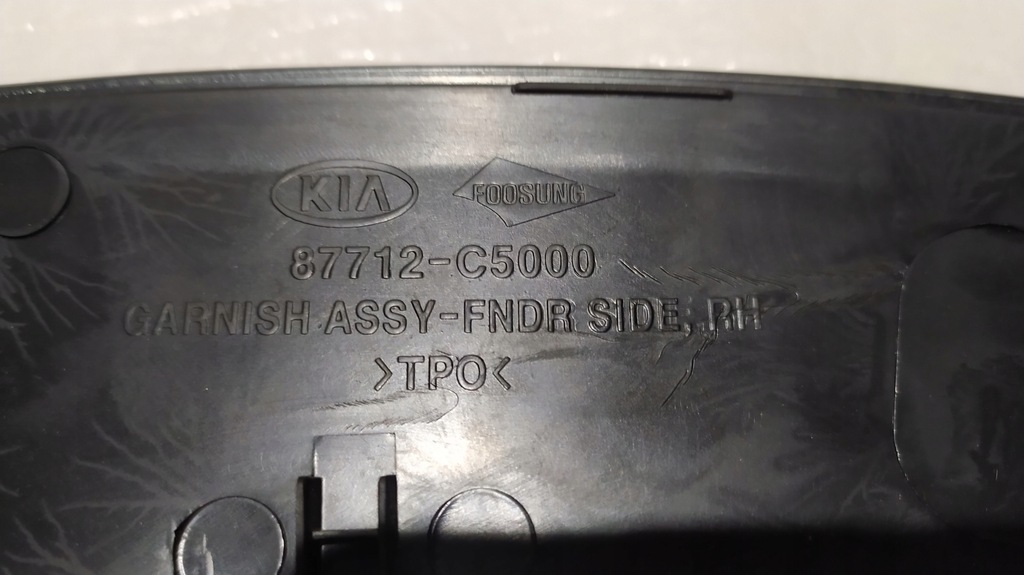 KIA FOOSUNG
87712-C5000
GARNISH ASSY-FNDR SIDE, RH
>TPO<